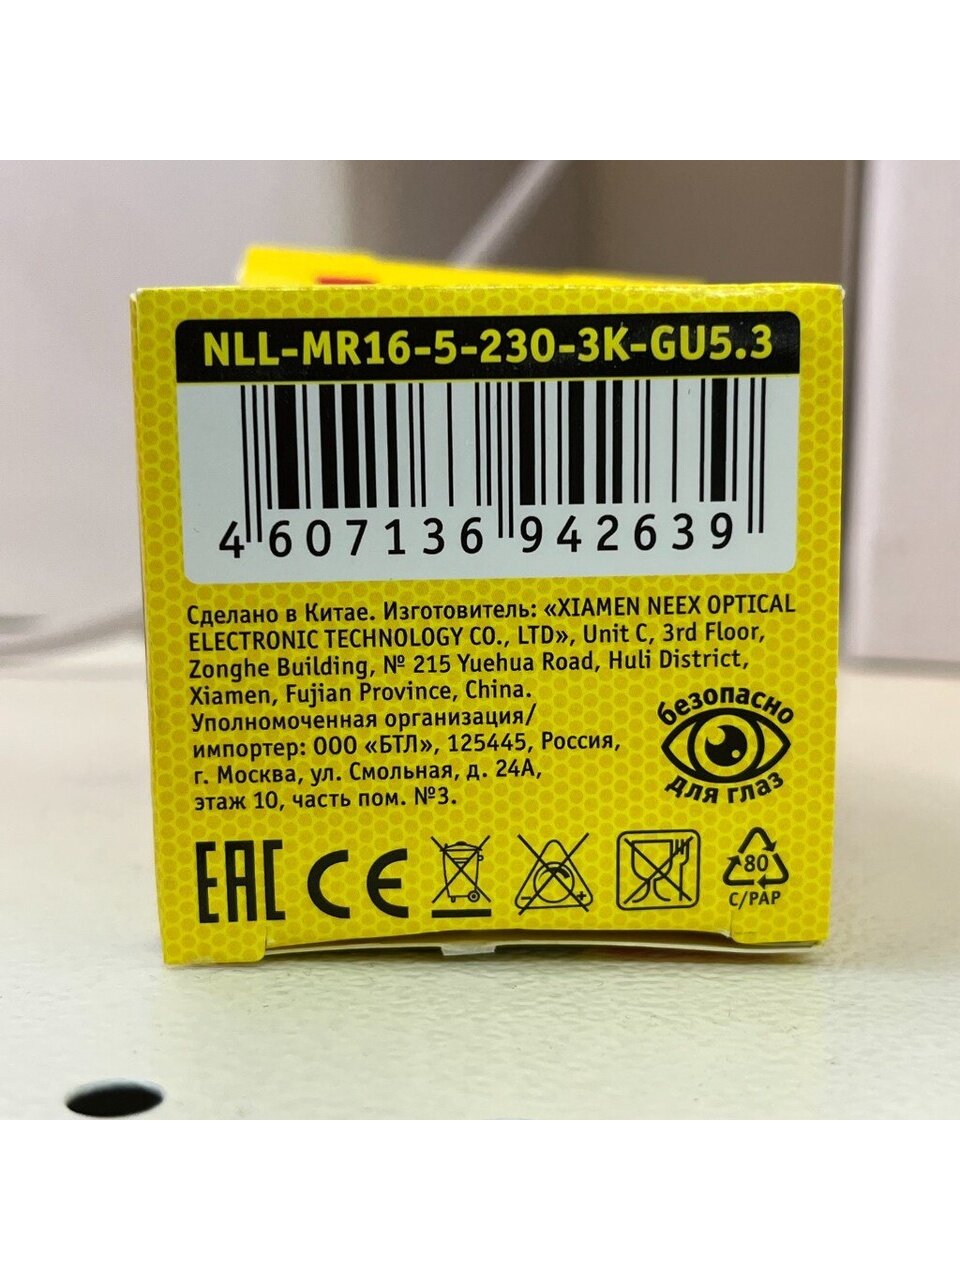 NLL-MR16-5-230-3K-GU5.3
4 607136 942639
Сделано в Китае. Изготовитель: «XIAMEN NEEX OPTICAL
ELECTRONIC TECHNOLOGY CO., LTD», Unit C, 3rd Floor,
Zonghe Building, № 215 Yuehua Road, Huli District,
Xiamen, Fujian Province, China.
Уполномоченная организация/
импортер: ООО «БТЛ», 125445, Россия,
г. Москва, ул. Смольная, д. 24А,
этаж 10, часть пом. №3.
безопасно
для глаз
EAC CE
80
C/PAP